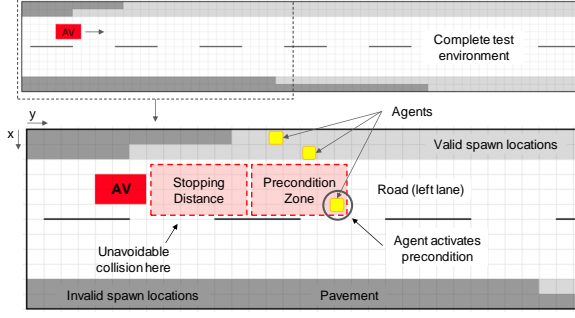 AV
Complete test
environment
y
x
Agents
Valid spawn locations
AV
Stopping
Distance
Precondition
Zone
Road (left lane)
Unavoidable
collision here
Agent activates
precondition
Invalid spawn locations
Pavement